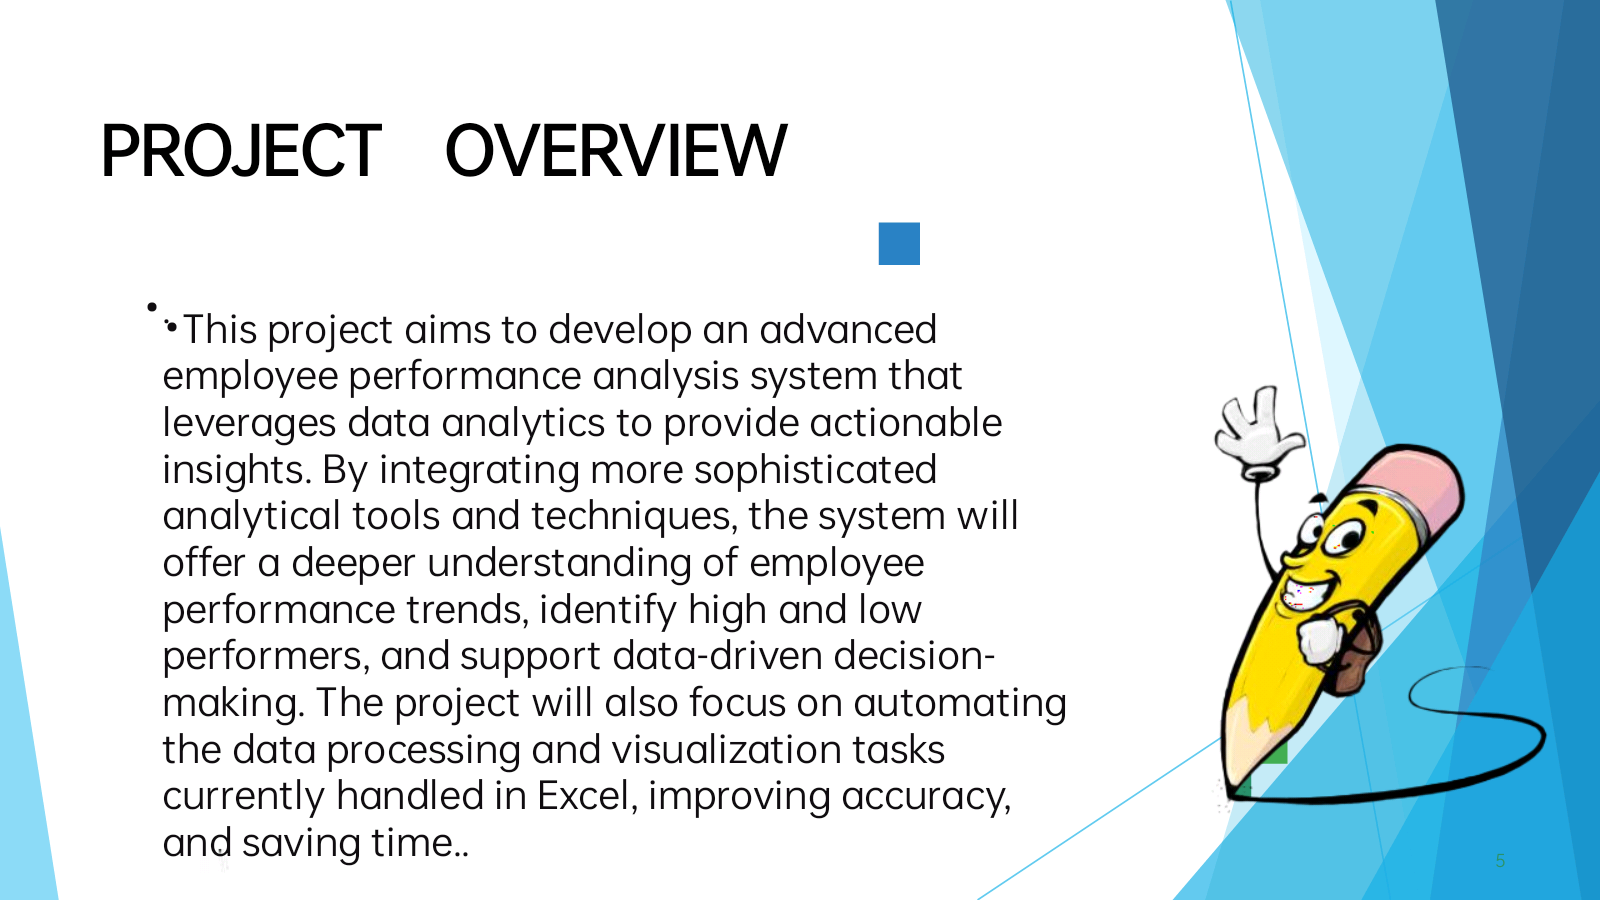 PROJECT OVERVIEW
• This project aims to develop an advanced
employee performance analysis system that
leverages data analytics to provide actionable
insights. By integrating more sophisticated
analytical tools and techniques, the system will
offer a deeper understanding of employee
performance trends, identify high and low
performers, and support data-driven decision-
making. The project will also focus on automating
the data processing and visualization tasks
currently handled in Excel, improving accuracy,
and saving time..
5